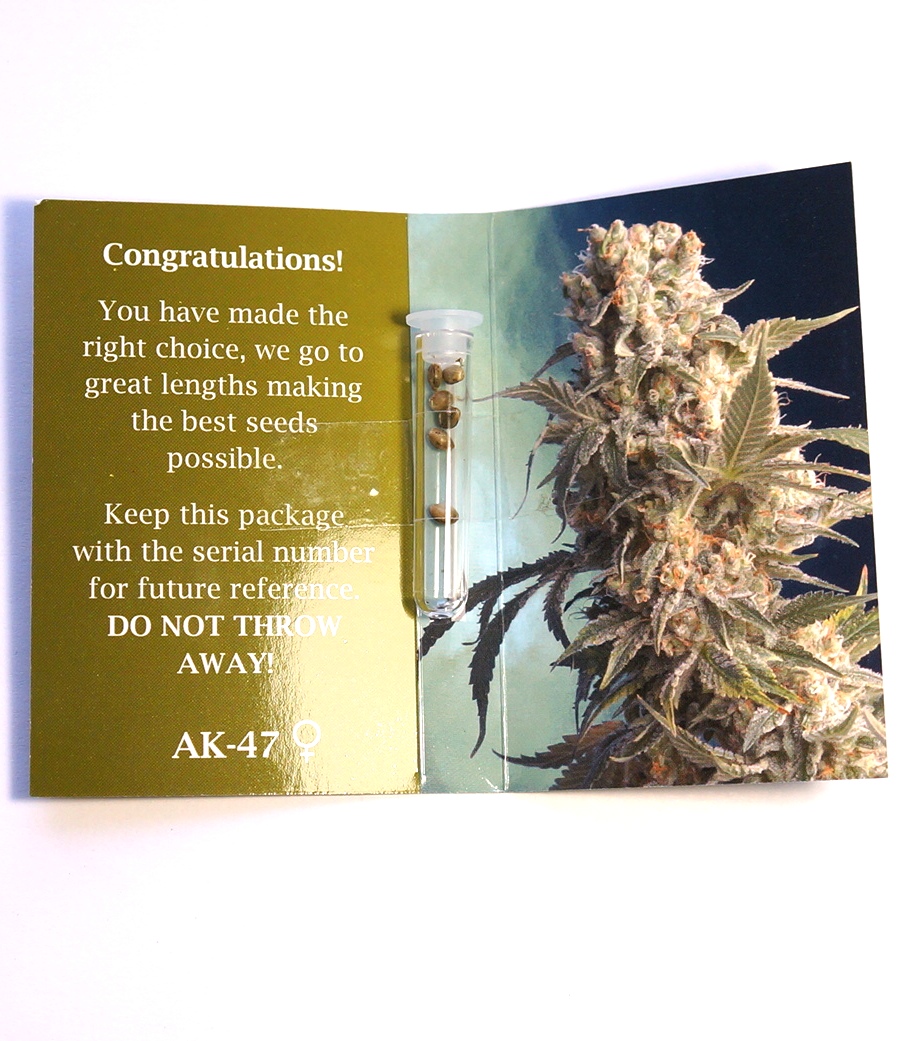 Congratulations!
You have made the
right choice, we go to
great lengths making
the best seeds
possible.
Keep this package
with the serial number
for future reference.
DO NOT THROW
AWAY!
AK-47 ♀